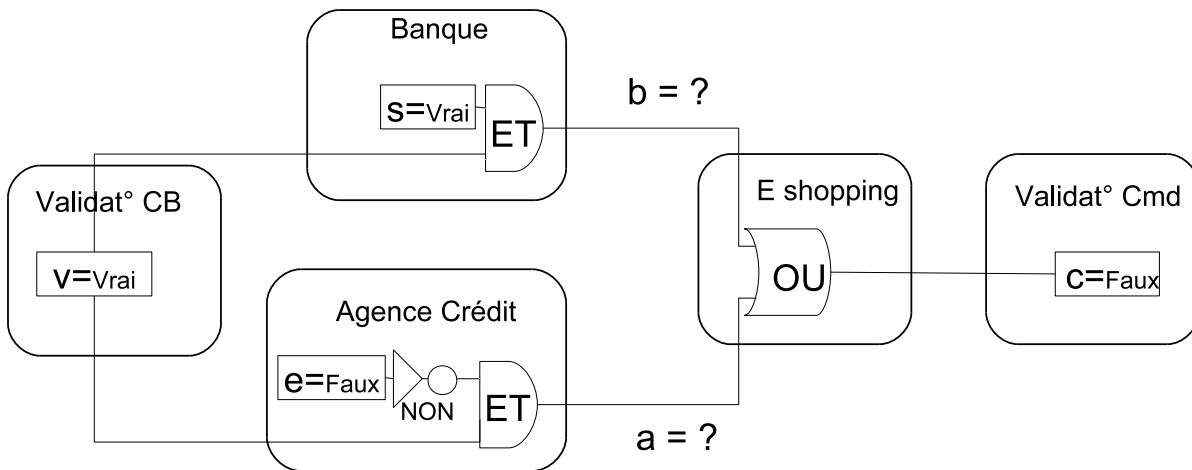 Banque
s=Vrai
ET
b = ?
Validat° CB
v=Vrai
E shopping
OU
Validat° Cmd
c=Faux
Agence Crédit
e=Faux
NON
ET
a = ?